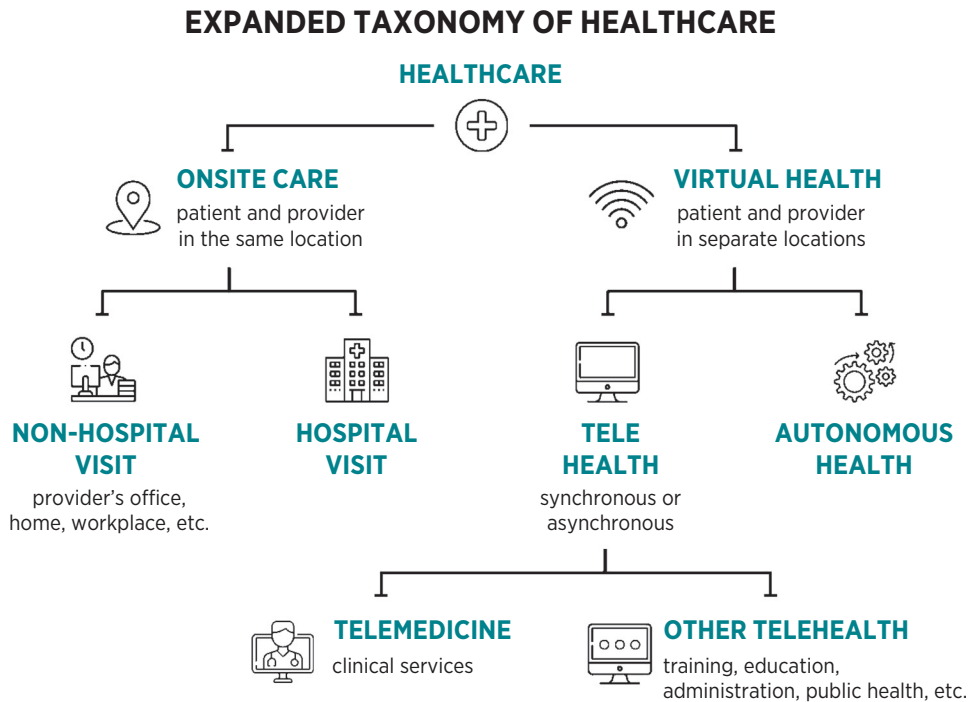 EXPANDED TAXONOMY OF HEALTHCARE
HEALTHCARE
ONSITE CARE
patient and provider
in the same location
VIRTUAL HEALTH
patient and provider
in separate locations
NON-HOSPITAL
VISIT
provider’s office,
home, workplace, etc.
HOSPITAL
VISIT
TELE
HEALTH
synchronous or
asynchronous
AUTONOMOUS
HEALTH
TELEMEDICINE
clinical services
OTHER TELEHEALTH
training, education,
administration, public health, etc.